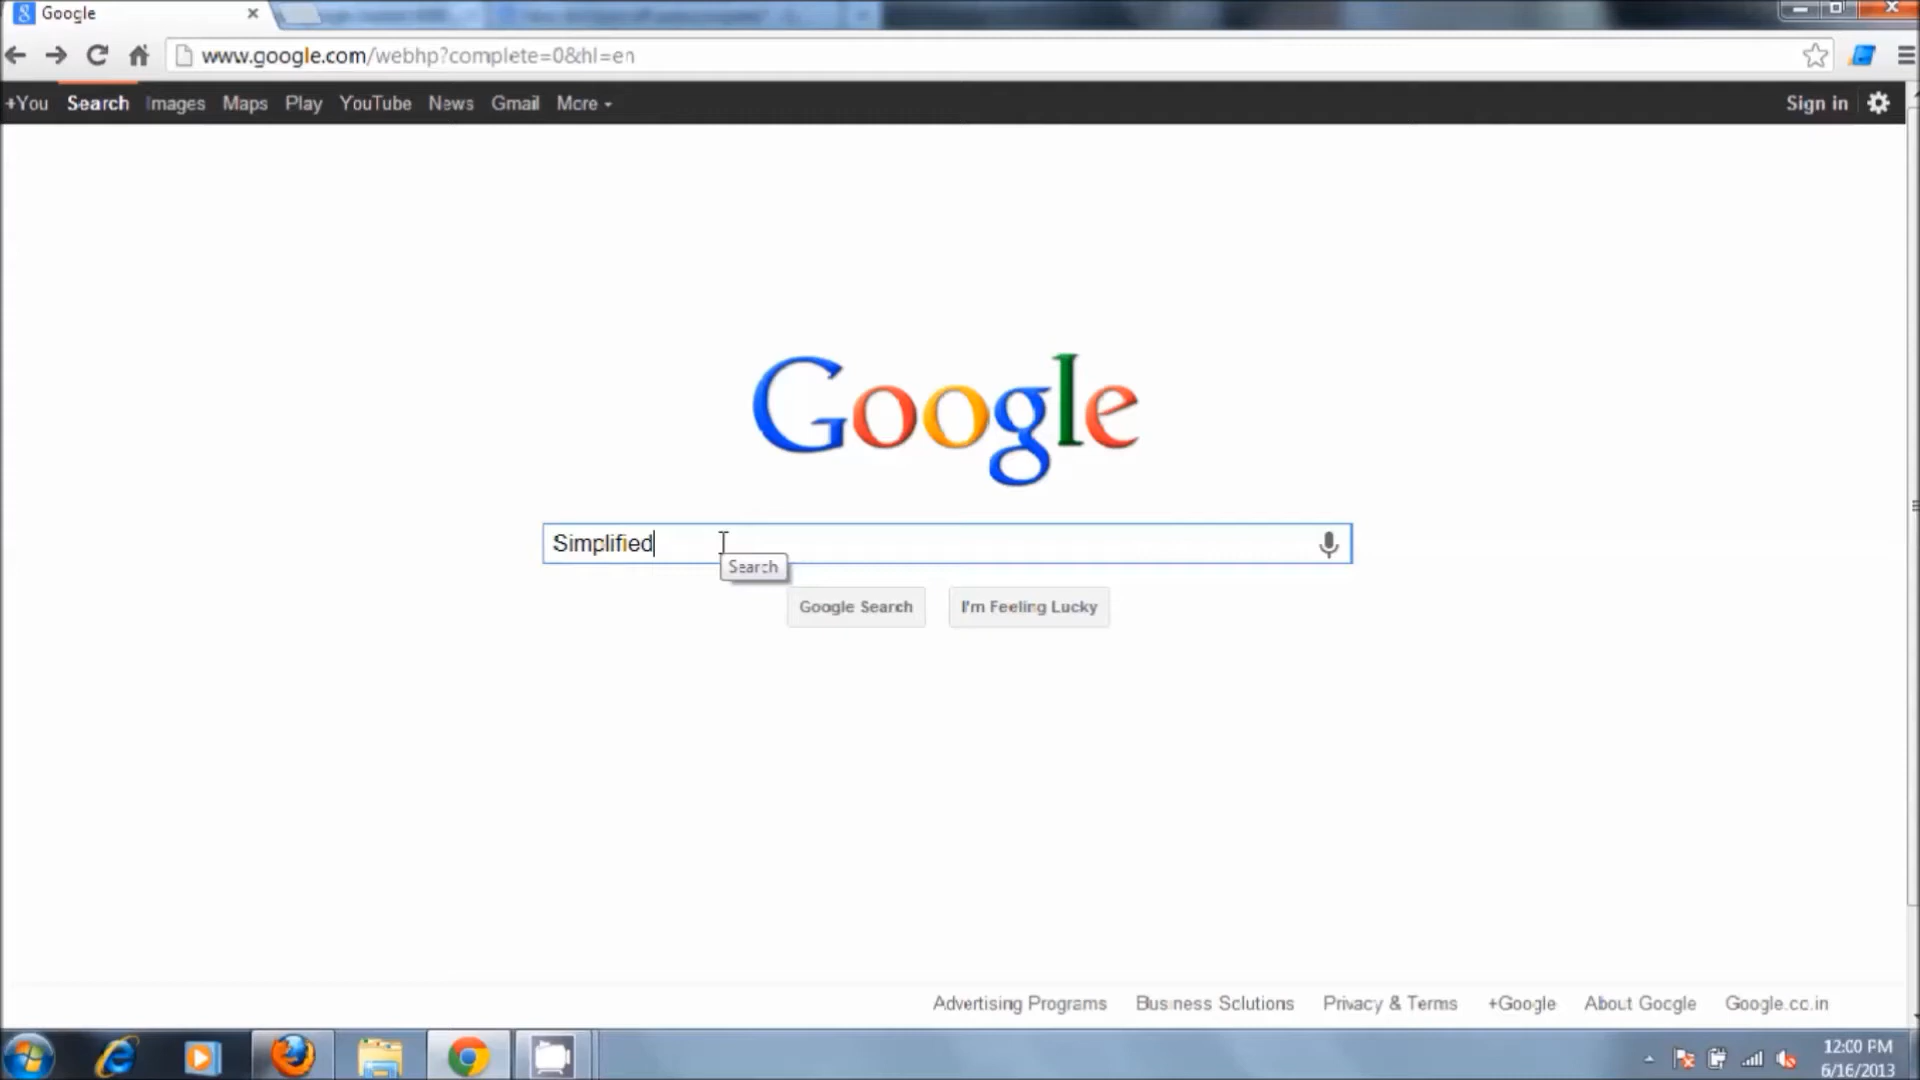 Google
www.google.com/webhp?complete=0&hl=en
+You Search Images Maps Play YouTube News Gmail More Sign in
Google
Simplified
Search
Google Search I'm Feeling Lucky
Advertising Programs Business Solutions Privacy & Terms +Google About Google Google.co.in
12:00 PM
6/16/2013